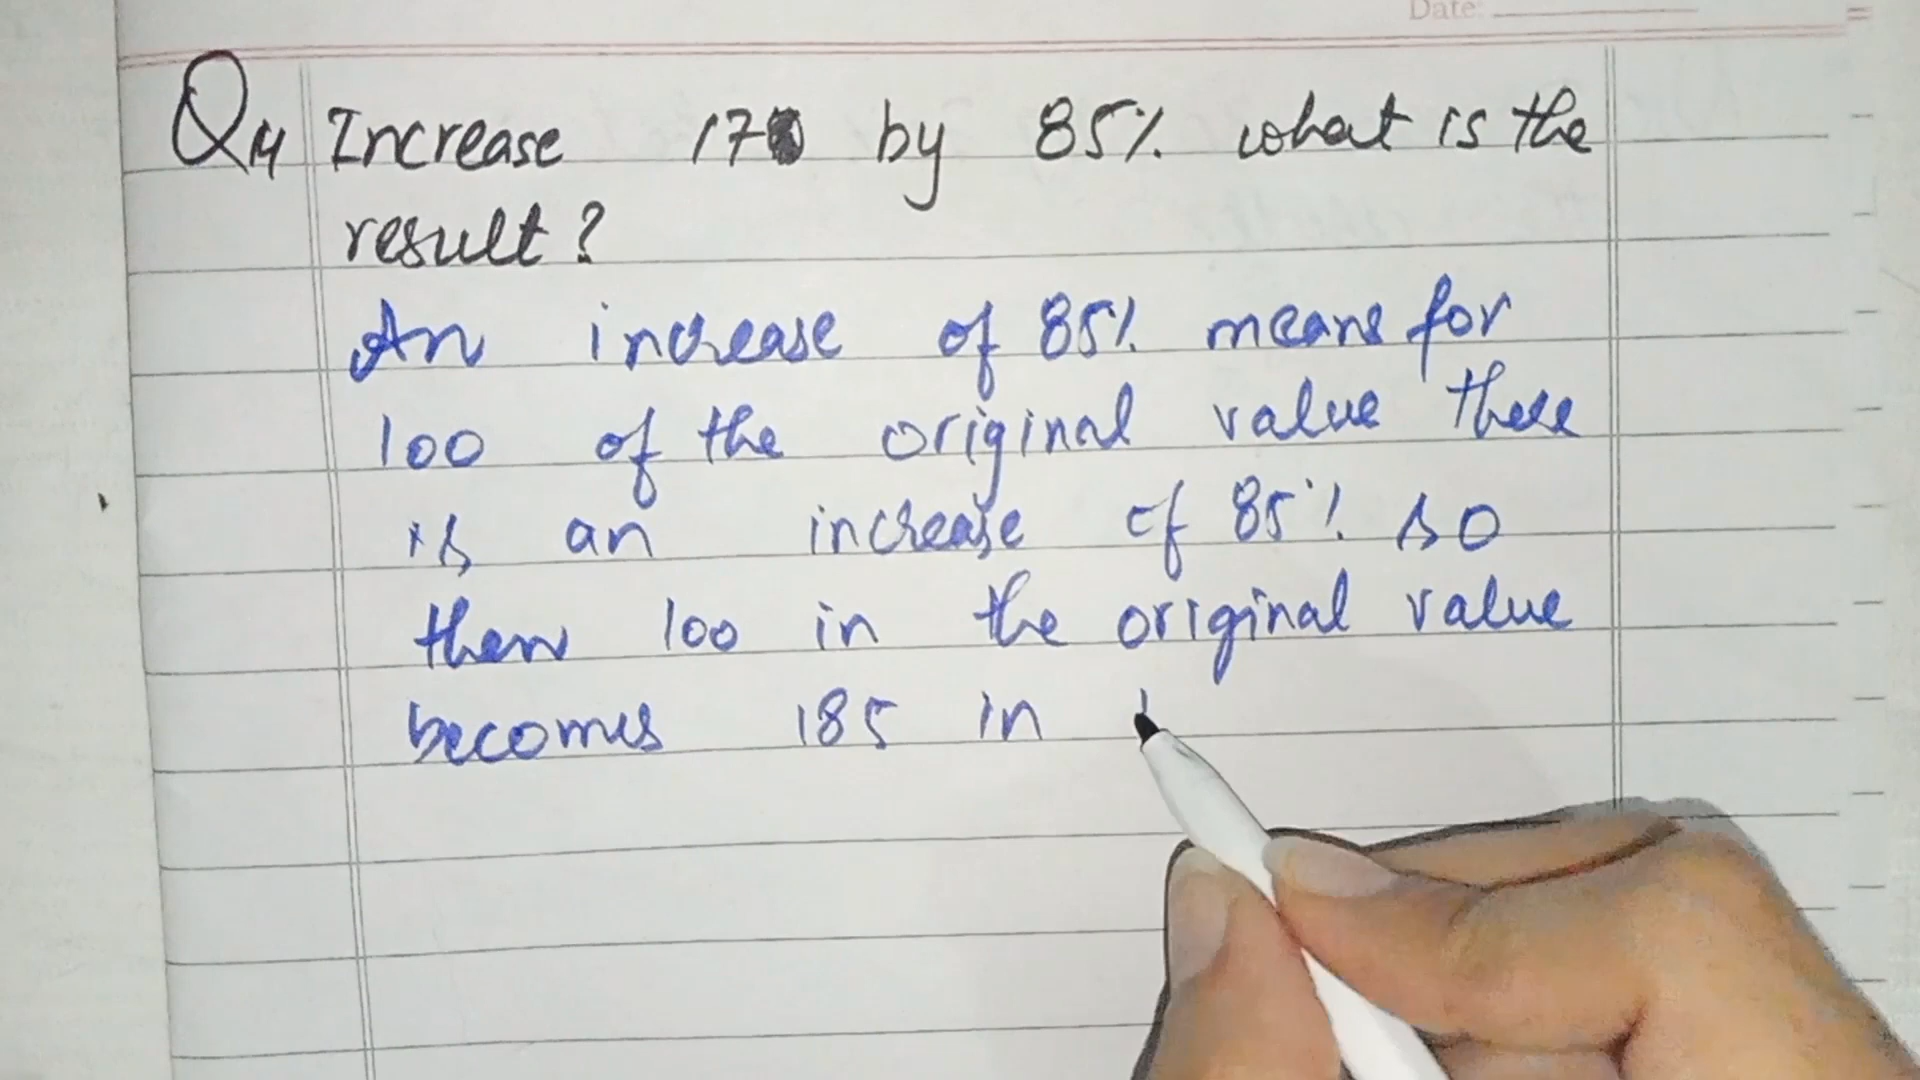 Date:
Q4 Increase 170 by 85% what is the
result?
An increase of 85% means for
100 of the original value there
is an increase of 85% so
then 100 in the original value
becomes 185 in